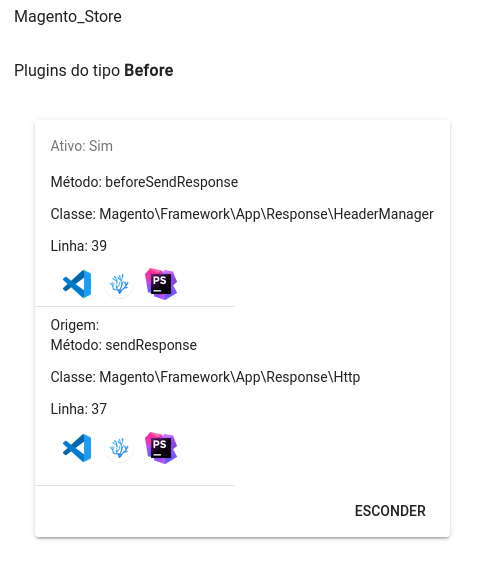 Magento_Store
Plugins do tipo Before
Ativo: Sim
Método: beforeSendResponse
Classe: Magento\Framework\App\Response\HeaderManager
Linha: 39
PS
Origem:
Método: sendResponse
Classe: Magento\Framework\App\Response\Http
Linha: 37
PS
ESCONDER